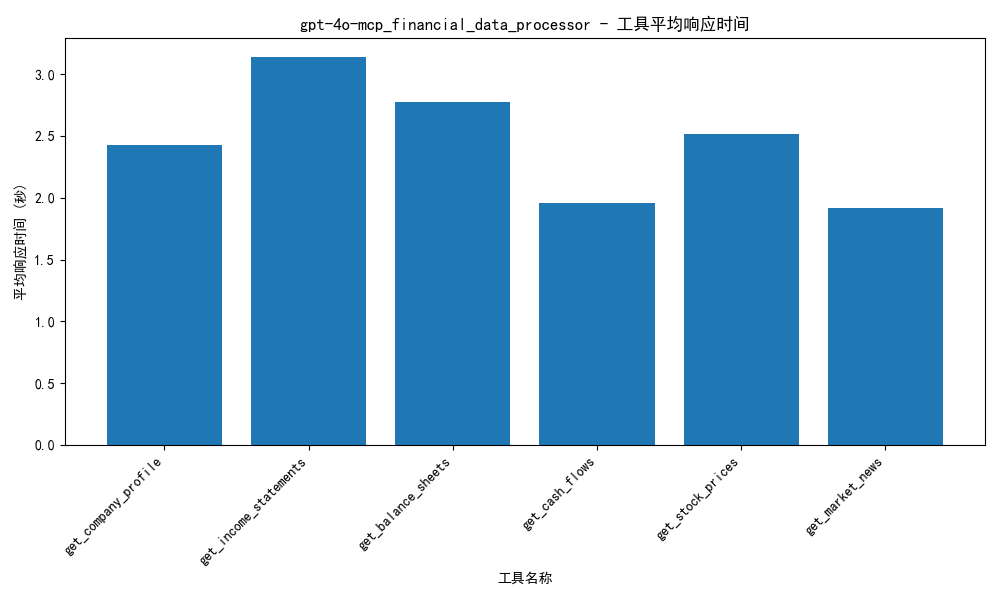 gpt-4o-mcp_financial_data_processor - 工具平均响应时间
平均响应时间 (秒)
3.0
2.5
2.0
1.5
1.0
0.5
0.0
get_company_profile
get_income_statements
get_balance_sheets
get_cash_flows
get_stock_prices
get_market_news
工具名称